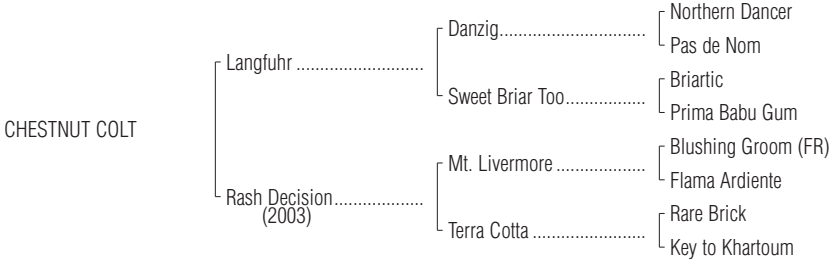 Northern Dancer
Danzig..............................
Pas de Nom
Langfuhr ..........................
Briartic
Sweet Briar Too.................
Prima Babu Gum
CHESTNUT COLT
Blushing Groom (FR)
Mt. Livermore ...................
Flama Ardiente
Rash Decision...................
(2003)
Rare Brick
Terra Cotta ........................
Key to Khartoum